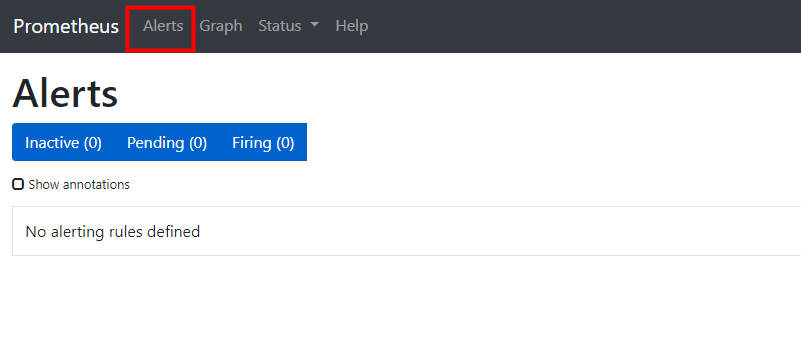 Prometheus Alerts Graph Status Help
Alerts
Inactive (0) Pending (0) Firing (0)
Show annotations
No alerting rules defined